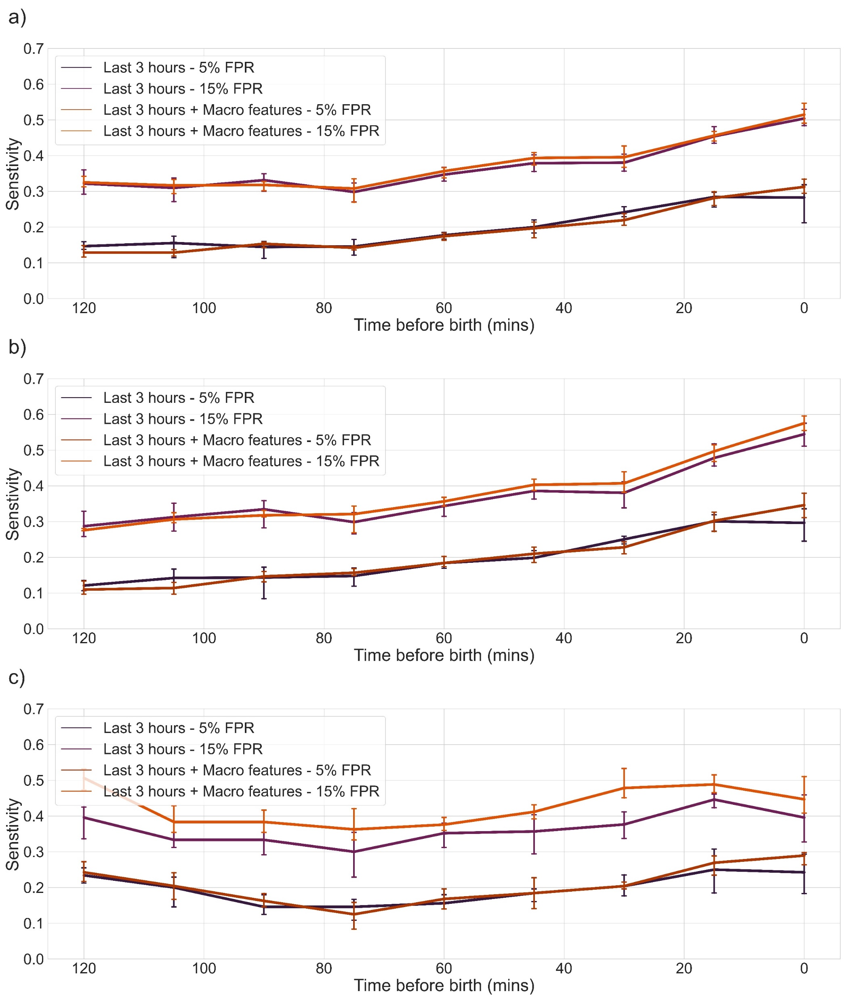 a)
0.7
Last 3 hours - 5% FPR
0.6
Last 3 hours - 15% FPR
Last 3 hours + Macro features - 5% FPR
0.5
Last 3 hours + Macro features - 15% FPR
0.4
Senstivity
0.3
0.2
0.1
0.0
120 100 80 60 40 20 0
Time before birth (mins)
b)
0.7
Last 3 hours - 5% FPR
0.6
Last 3 hours - 15% FPR
Last 3 hours + Macro features - 5% FPR
0.5
Last 3 hours + Macro features - 15% FPR
0.4
Senstivity
0.3
0.2
0.1
0.0
120 100 80 60 40 20 0
Time before birth (mins)
c)
0.7
Last 3 hours - 5% FPR
0.6
Last 3 hours - 15% FPR
Last 3 hours + Macro features - 5% FPR
0.5
Last 3 hours + Macro features - 15% FPR
0.4
Senstivity
0.3
0.2
0.1
0.0
120 100 80 60 40 20 0
Time before birth (mins)